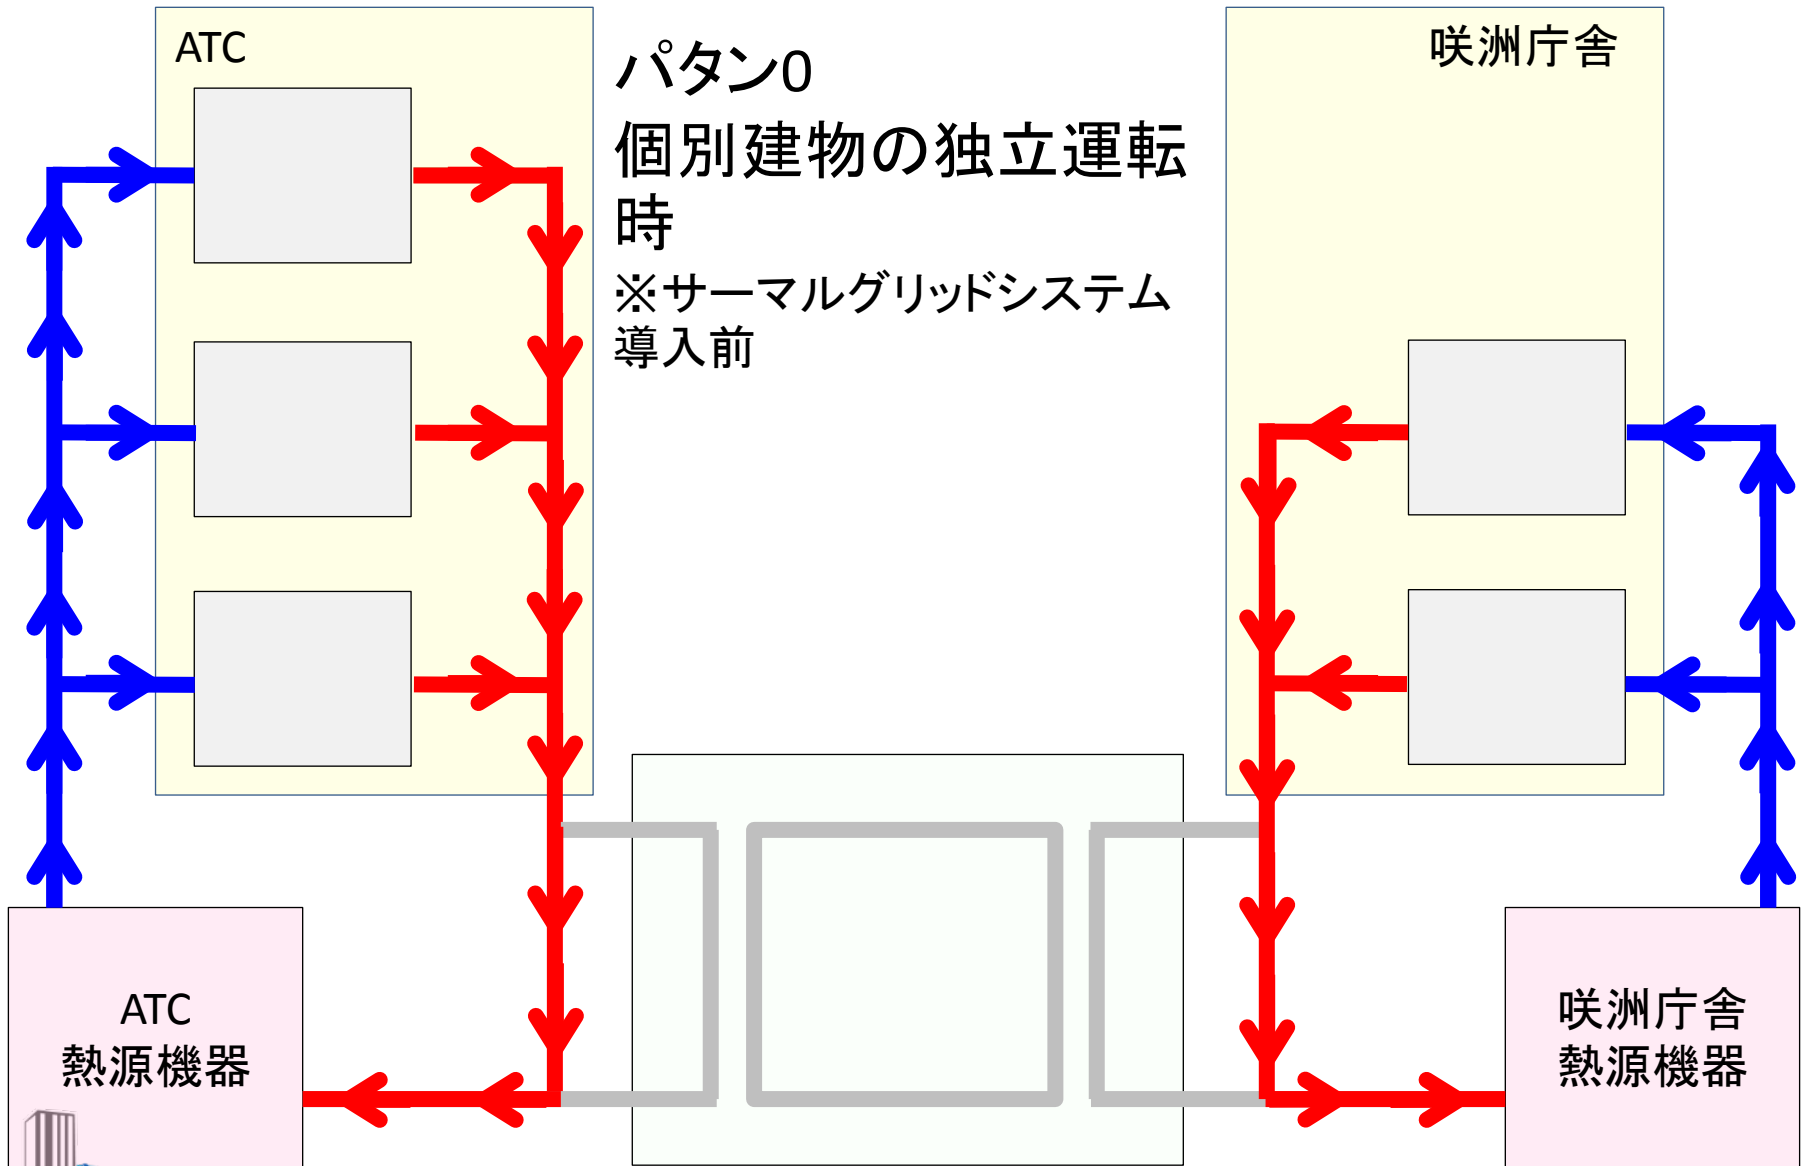 ATC
パタン0
個別建物の独立運転
時
※サーマルグリッドシステム
導入前
咲洲庁舎
ATC
熱源機器
咲洲庁舎
熱源機器